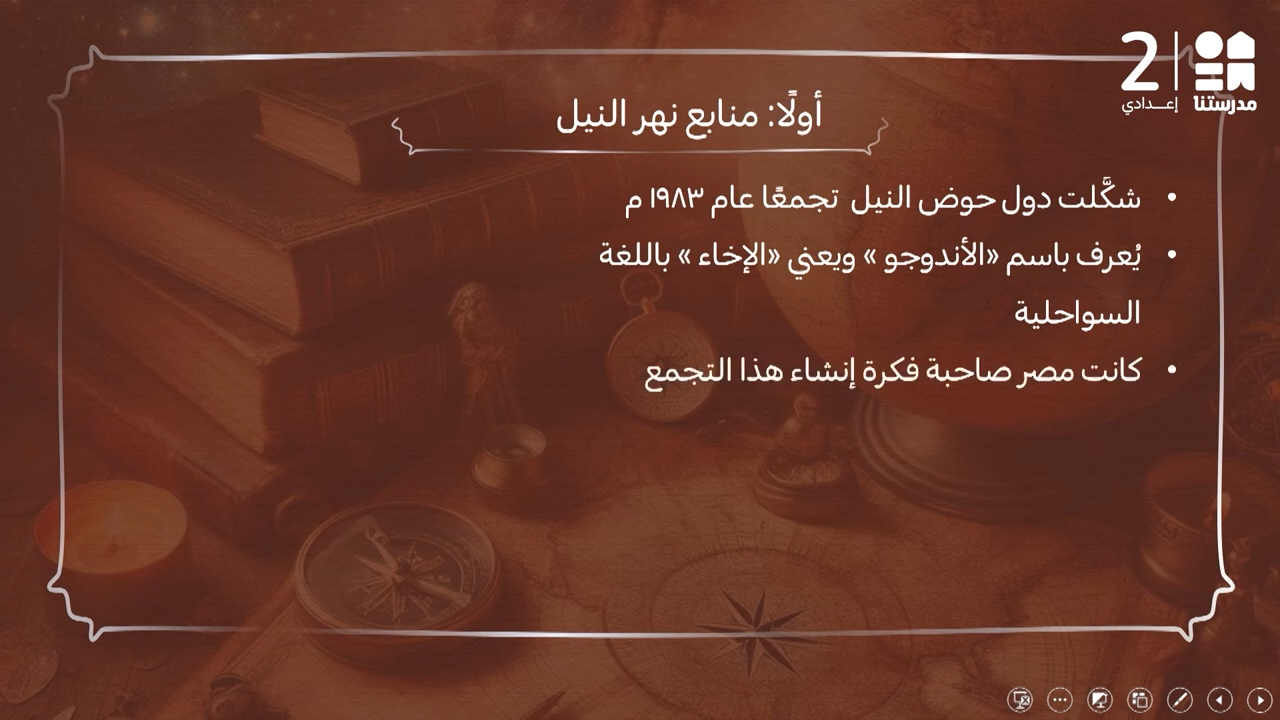 مدرستنا
2
إعدادي
أولًا: منابع نهر النيل
• شكَّلت دول حوض النيل تجمعًا عام ١٩٨٣ م
• يُعرف باسم «الأندوجو » ويعني «الإخاء » باللغة
السواحلية
• كانت مصر صاحبة فكرة إنشاء هذا التجمع